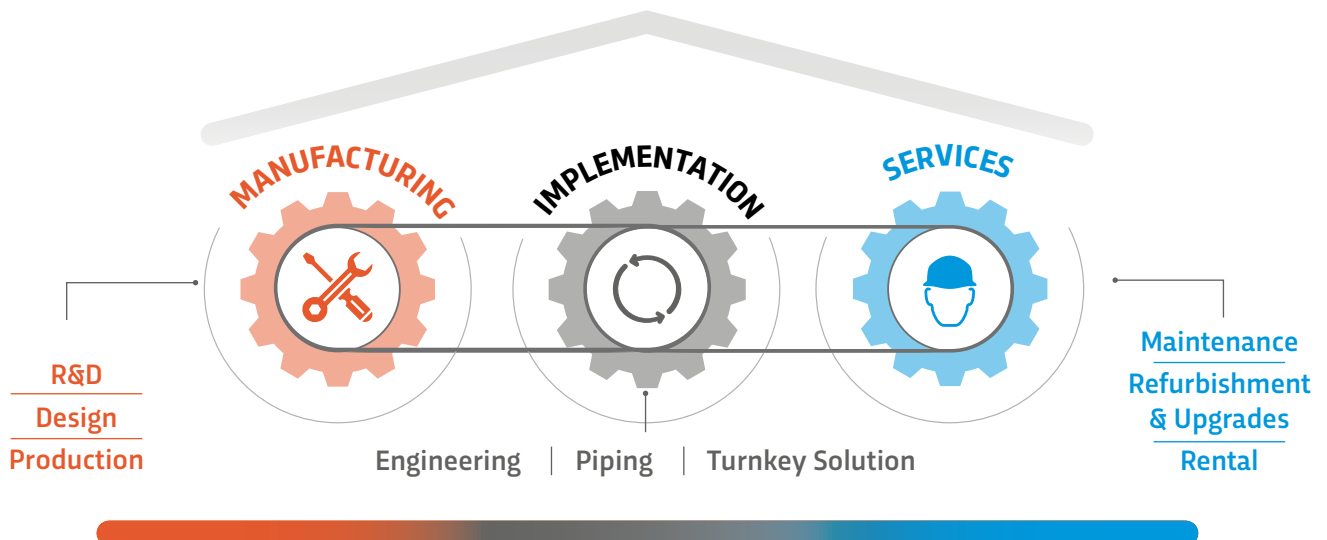 MANUFACTURING
IMPLEMENTATION
SERVICES
R&D
Design
Production
Engineering | Piping | Turnkey Solution
Maintenance
Refurbishment
& Upgrades
Rental